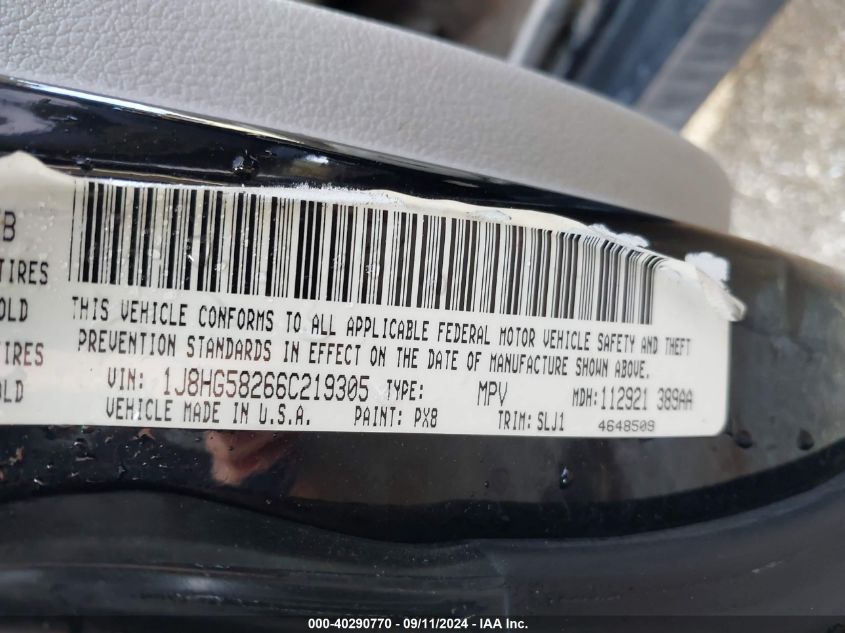 B
TIRES
OLD
TIRES
OLD
THIS VEHICLE CONFORMS TO ALL APPLICABLE FEDERAL MOTOR VEHICLE SAFETY AND THEFT
PREVENTION STANDARDS IN EFFECT ON THE DATE OF MANUFACTURE SHOWN ABOVE.
VIN: 1J8HG58266C219305 TYPE: MPV MDH: 112921 389AA
VEHICLE MADE IN U.S.A. PAINT: PX8 TRIM: SLJ1 4648509
000-40290770 - 09/11/2024 - IAA Inc.